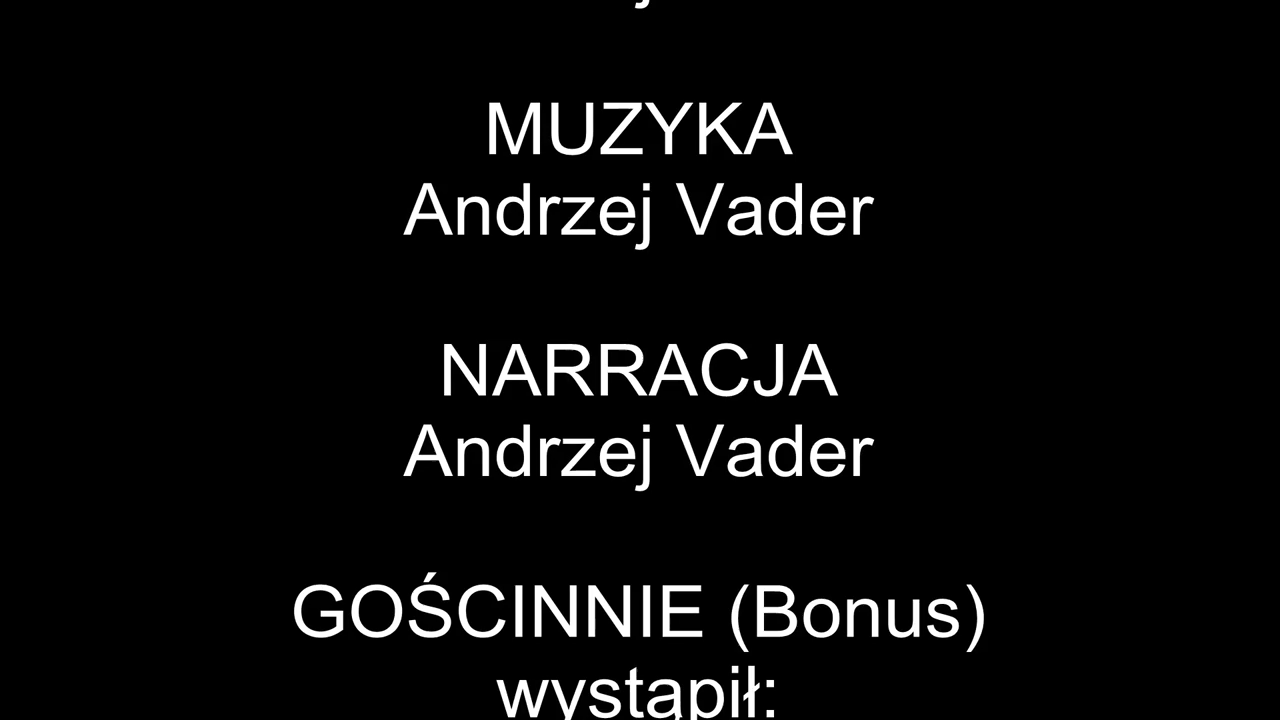 MUZYKA
Andrzej Vader
NARRACJA
Andrzej Vader
GOŚCINNIE (Bonus)
wystąpił: